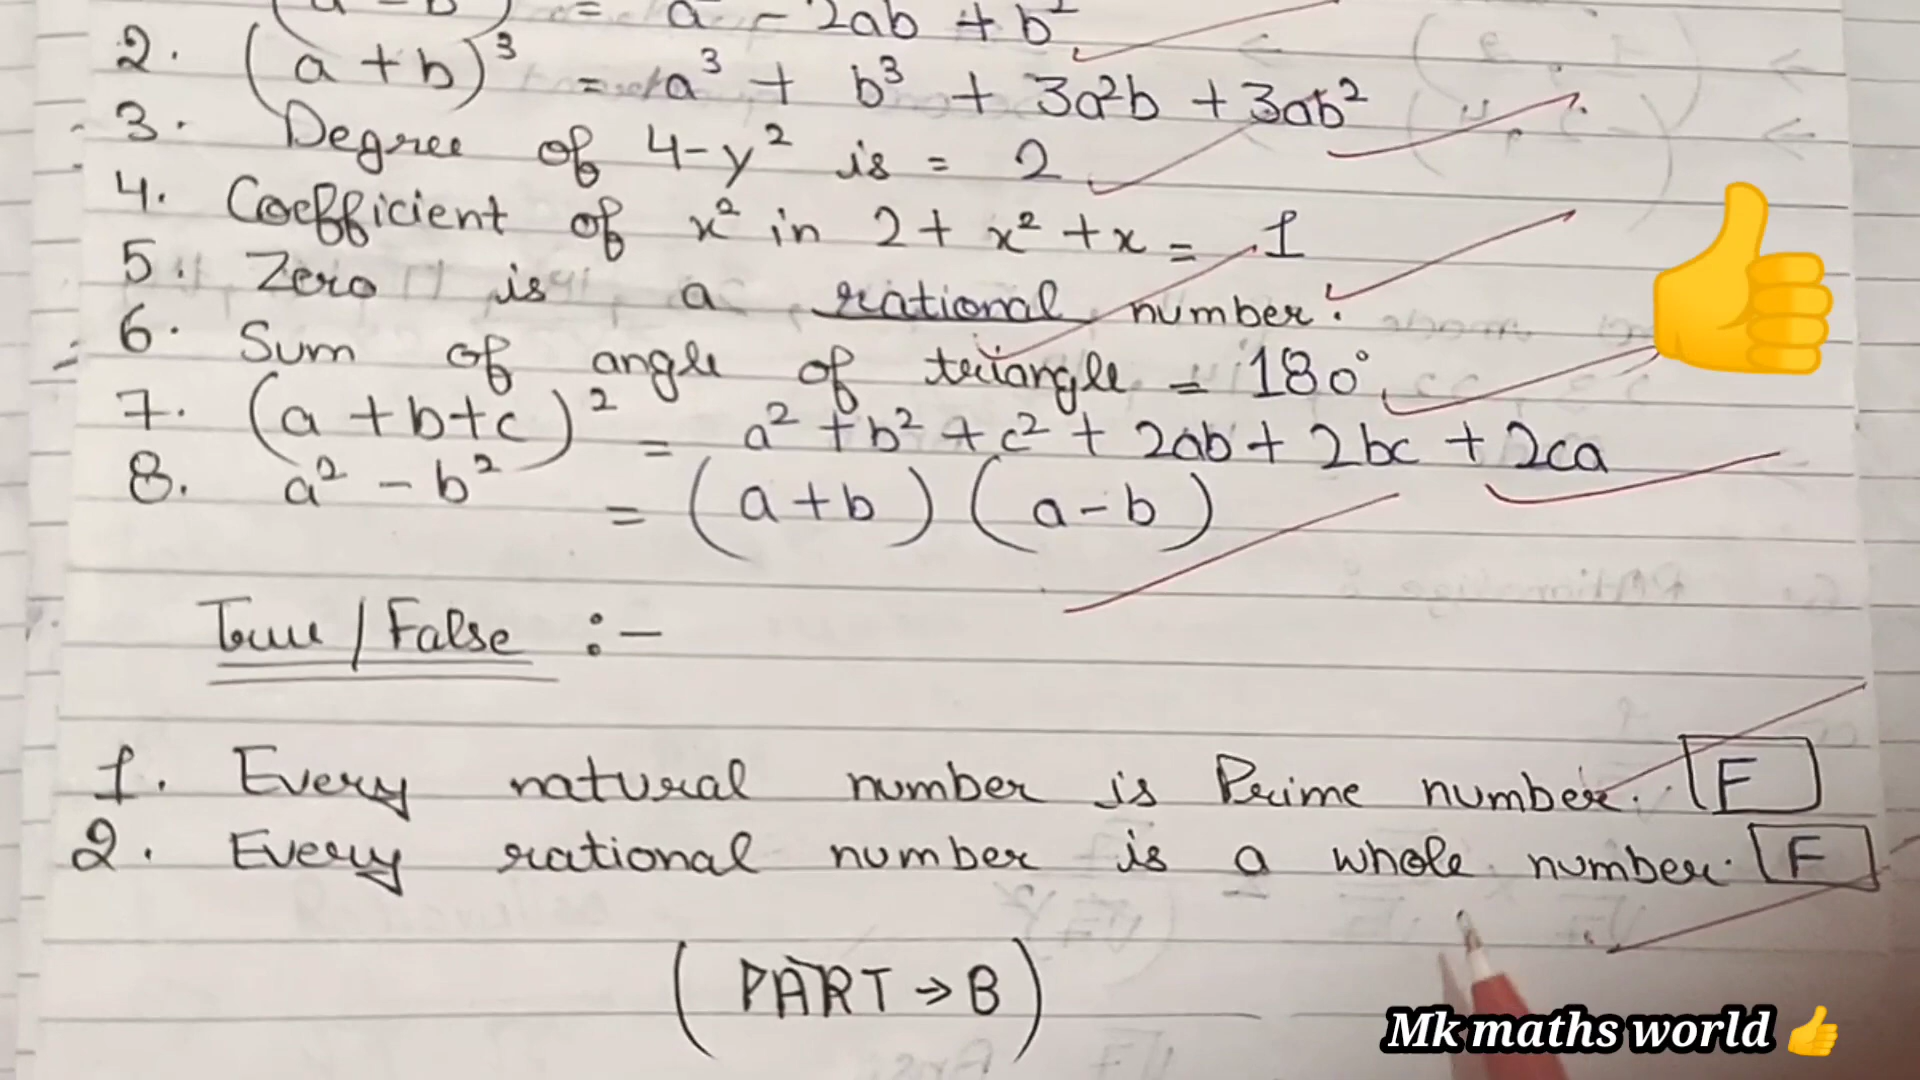 (a - b) = a - 2ab + b²
2. (a + b)³ = a³ + b³ + 3a²b + 3ab²
3. Degree of 4-y² is = 2
4. Coefficient of x² in 2 + x² + x = 1
5. Zero is a rational number.
6. Sum of angle of triangle = 180°
7. (a + b + c)² = a² + b² + c² + 2ab + 2bc + 2ca
8. a² - b² = (a + b) (a - b)
True / False :-
1. Every natural number is Prime number. F
2. Every rational number is a whole number. F
(PART → B)
Mk maths world 👍